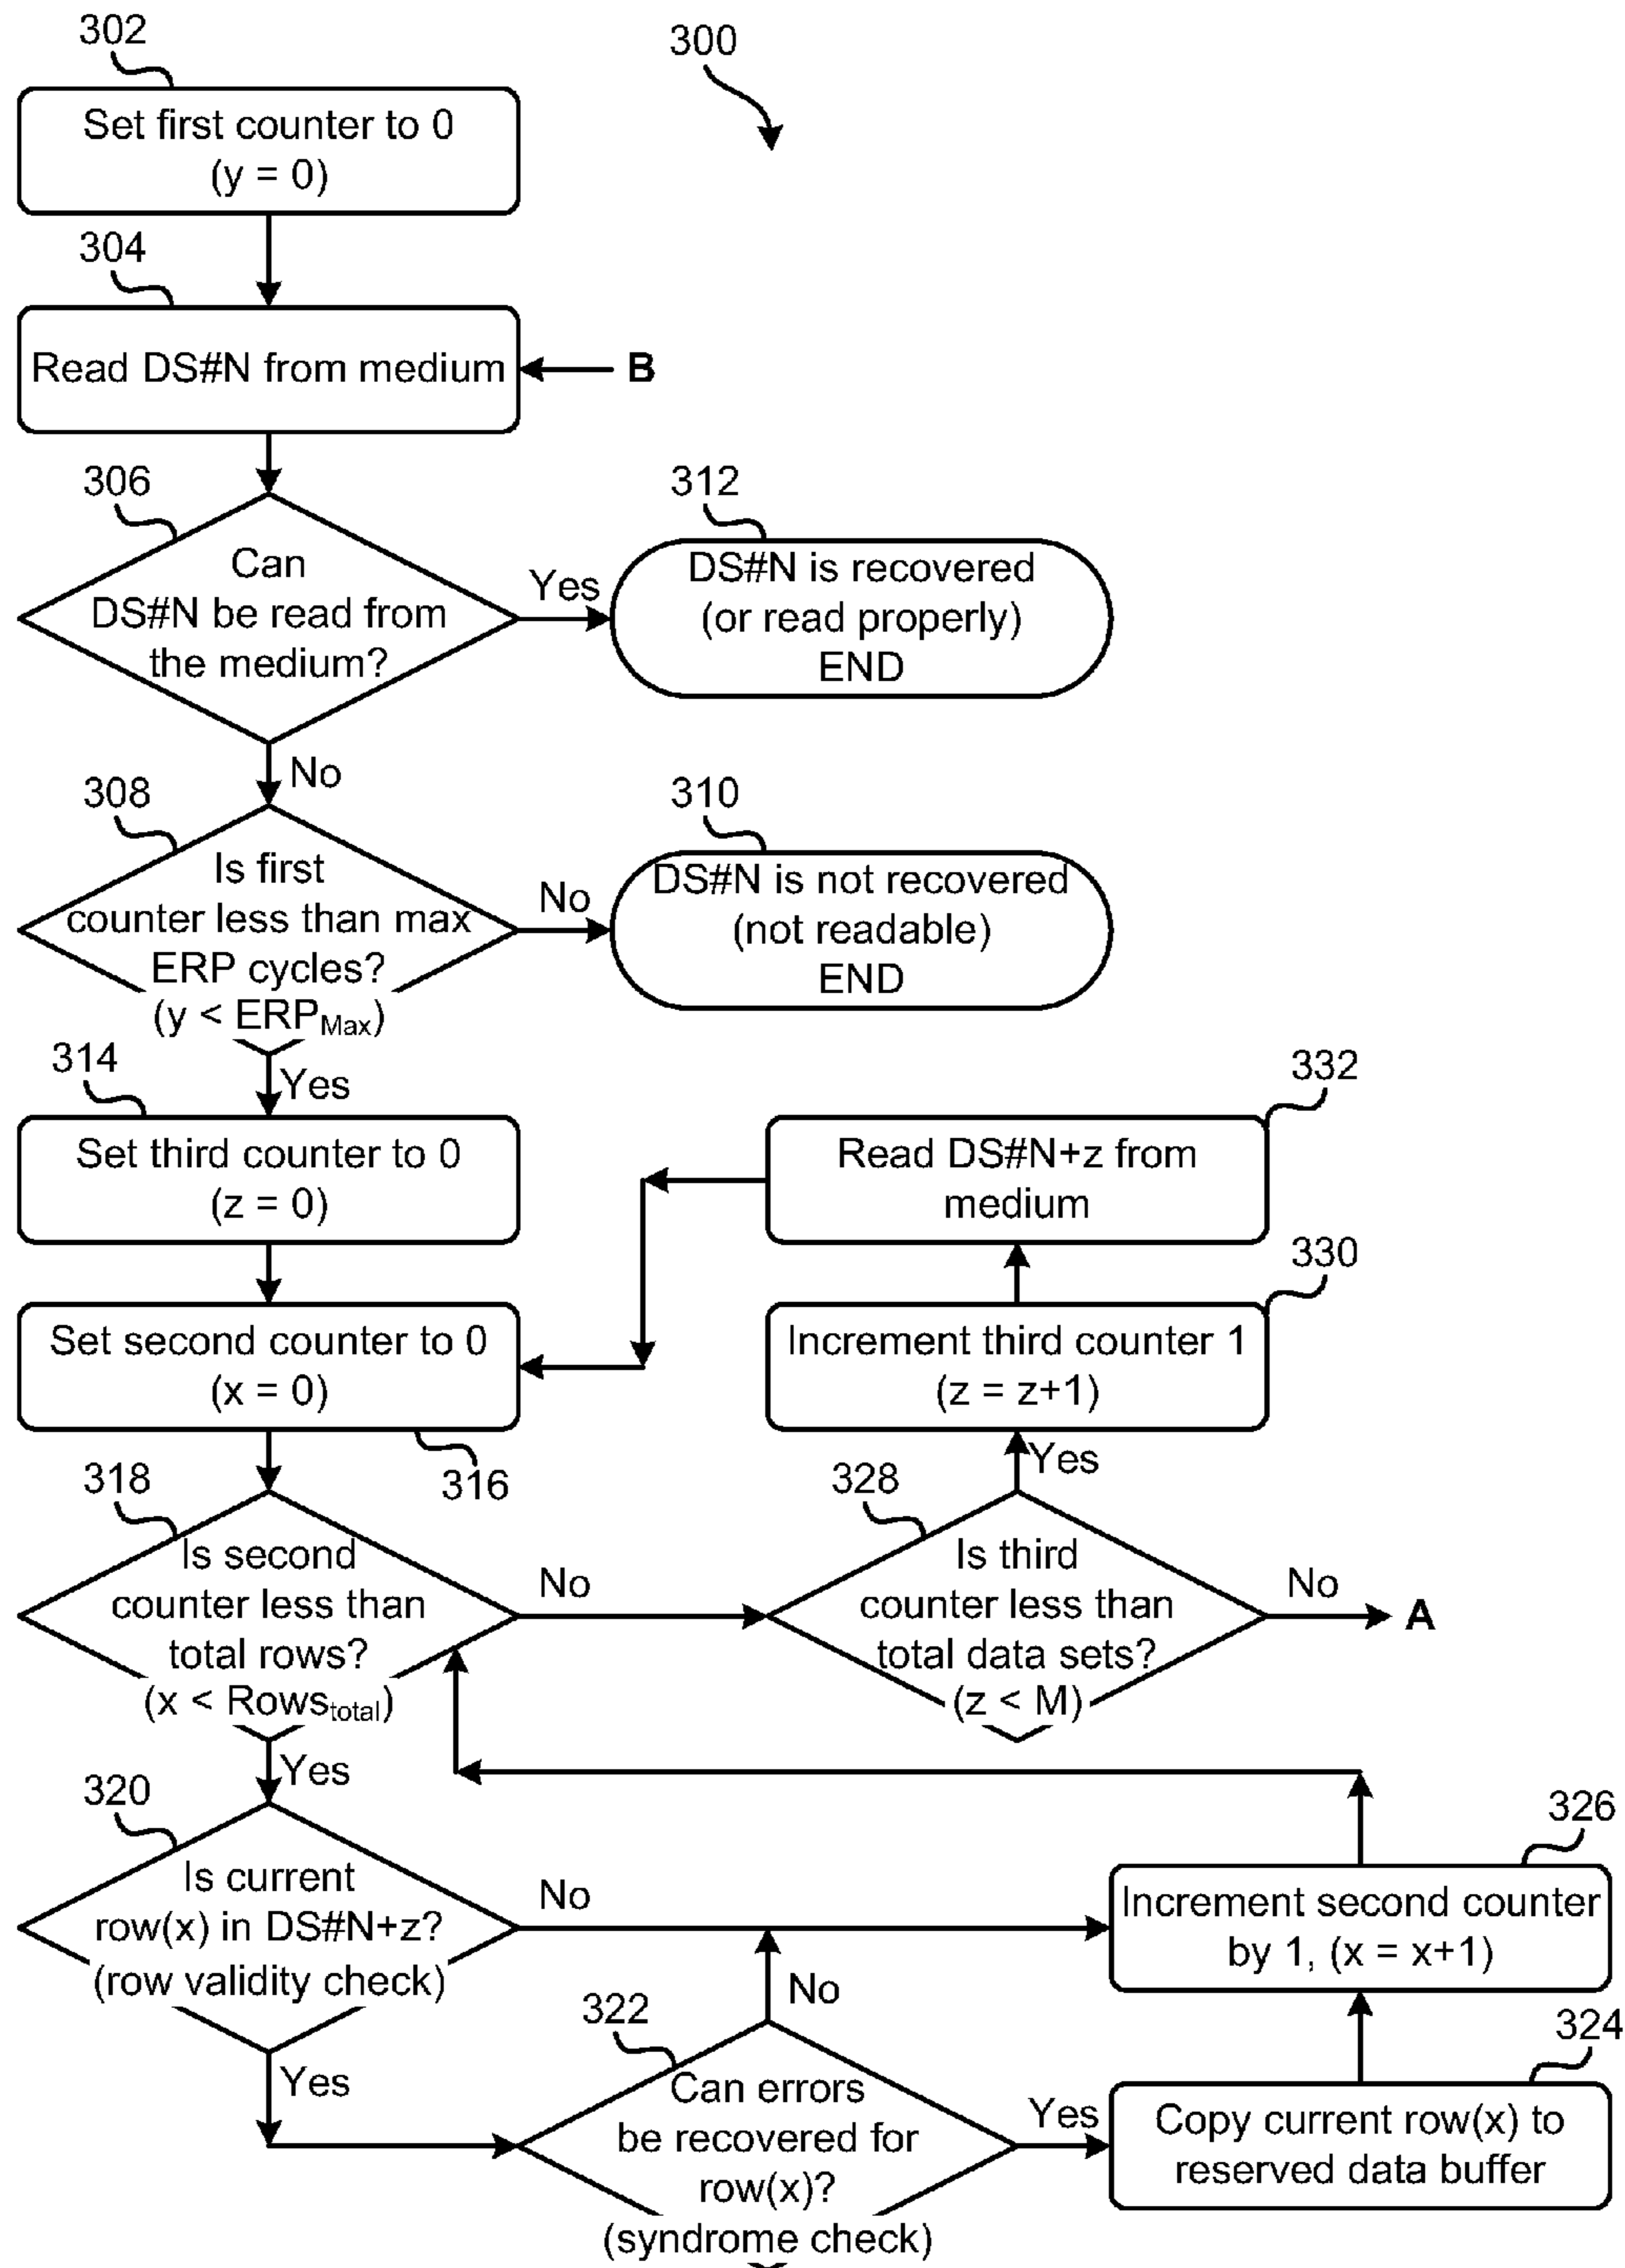 302
300
Set first counter to 0
(y = 0)
304
Read DS#N from medium
B
306
Can
DS#N be read from
the medium?
Yes
312
DS#N is recovered
(or read properly)
END
No
308
Is first
counter less than max
ERP cycles?
(y < ERPMax)
No
310
DS#N is not recovered
(not readable)
END
Yes
314
Set third counter to 0
(z = 0)
332
Read DS#N+z from
medium
330
Set second counter to 0
(x = 0)
316
Increment third counter 1
(z = z+1)
Yes
318
Is second
counter less than
total rows?
(x < Rowstotal)
No
328
Is third
counter less than
total data sets?
(z < M)
No
A
Yes
320
Is current
row(x) in DS#N+z?
(row validity check)
No
326
Increment second counter
by 1, (x = x+1)
Yes
322
No
Can errors
be recovered for
row(x)?
(syndrome check)
Yes
324
Copy current row(x) to
reserved data buffer